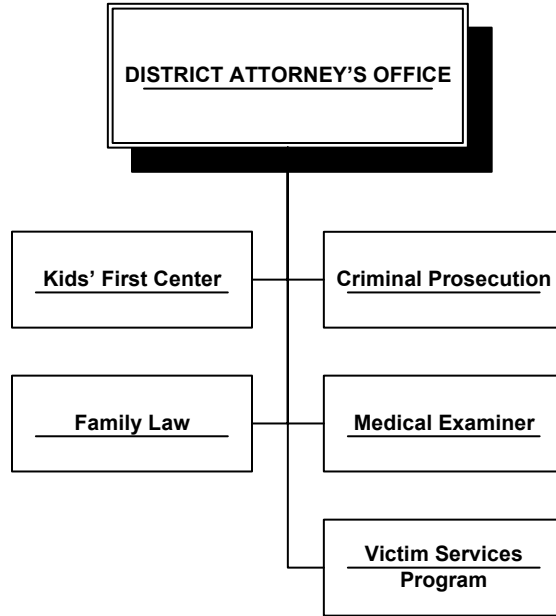 DISTRICT ATTORNEY’S OFFICE
Kids’ First Center
Criminal Prosecution
Family Law
Medical Examiner
Victim Services
Program